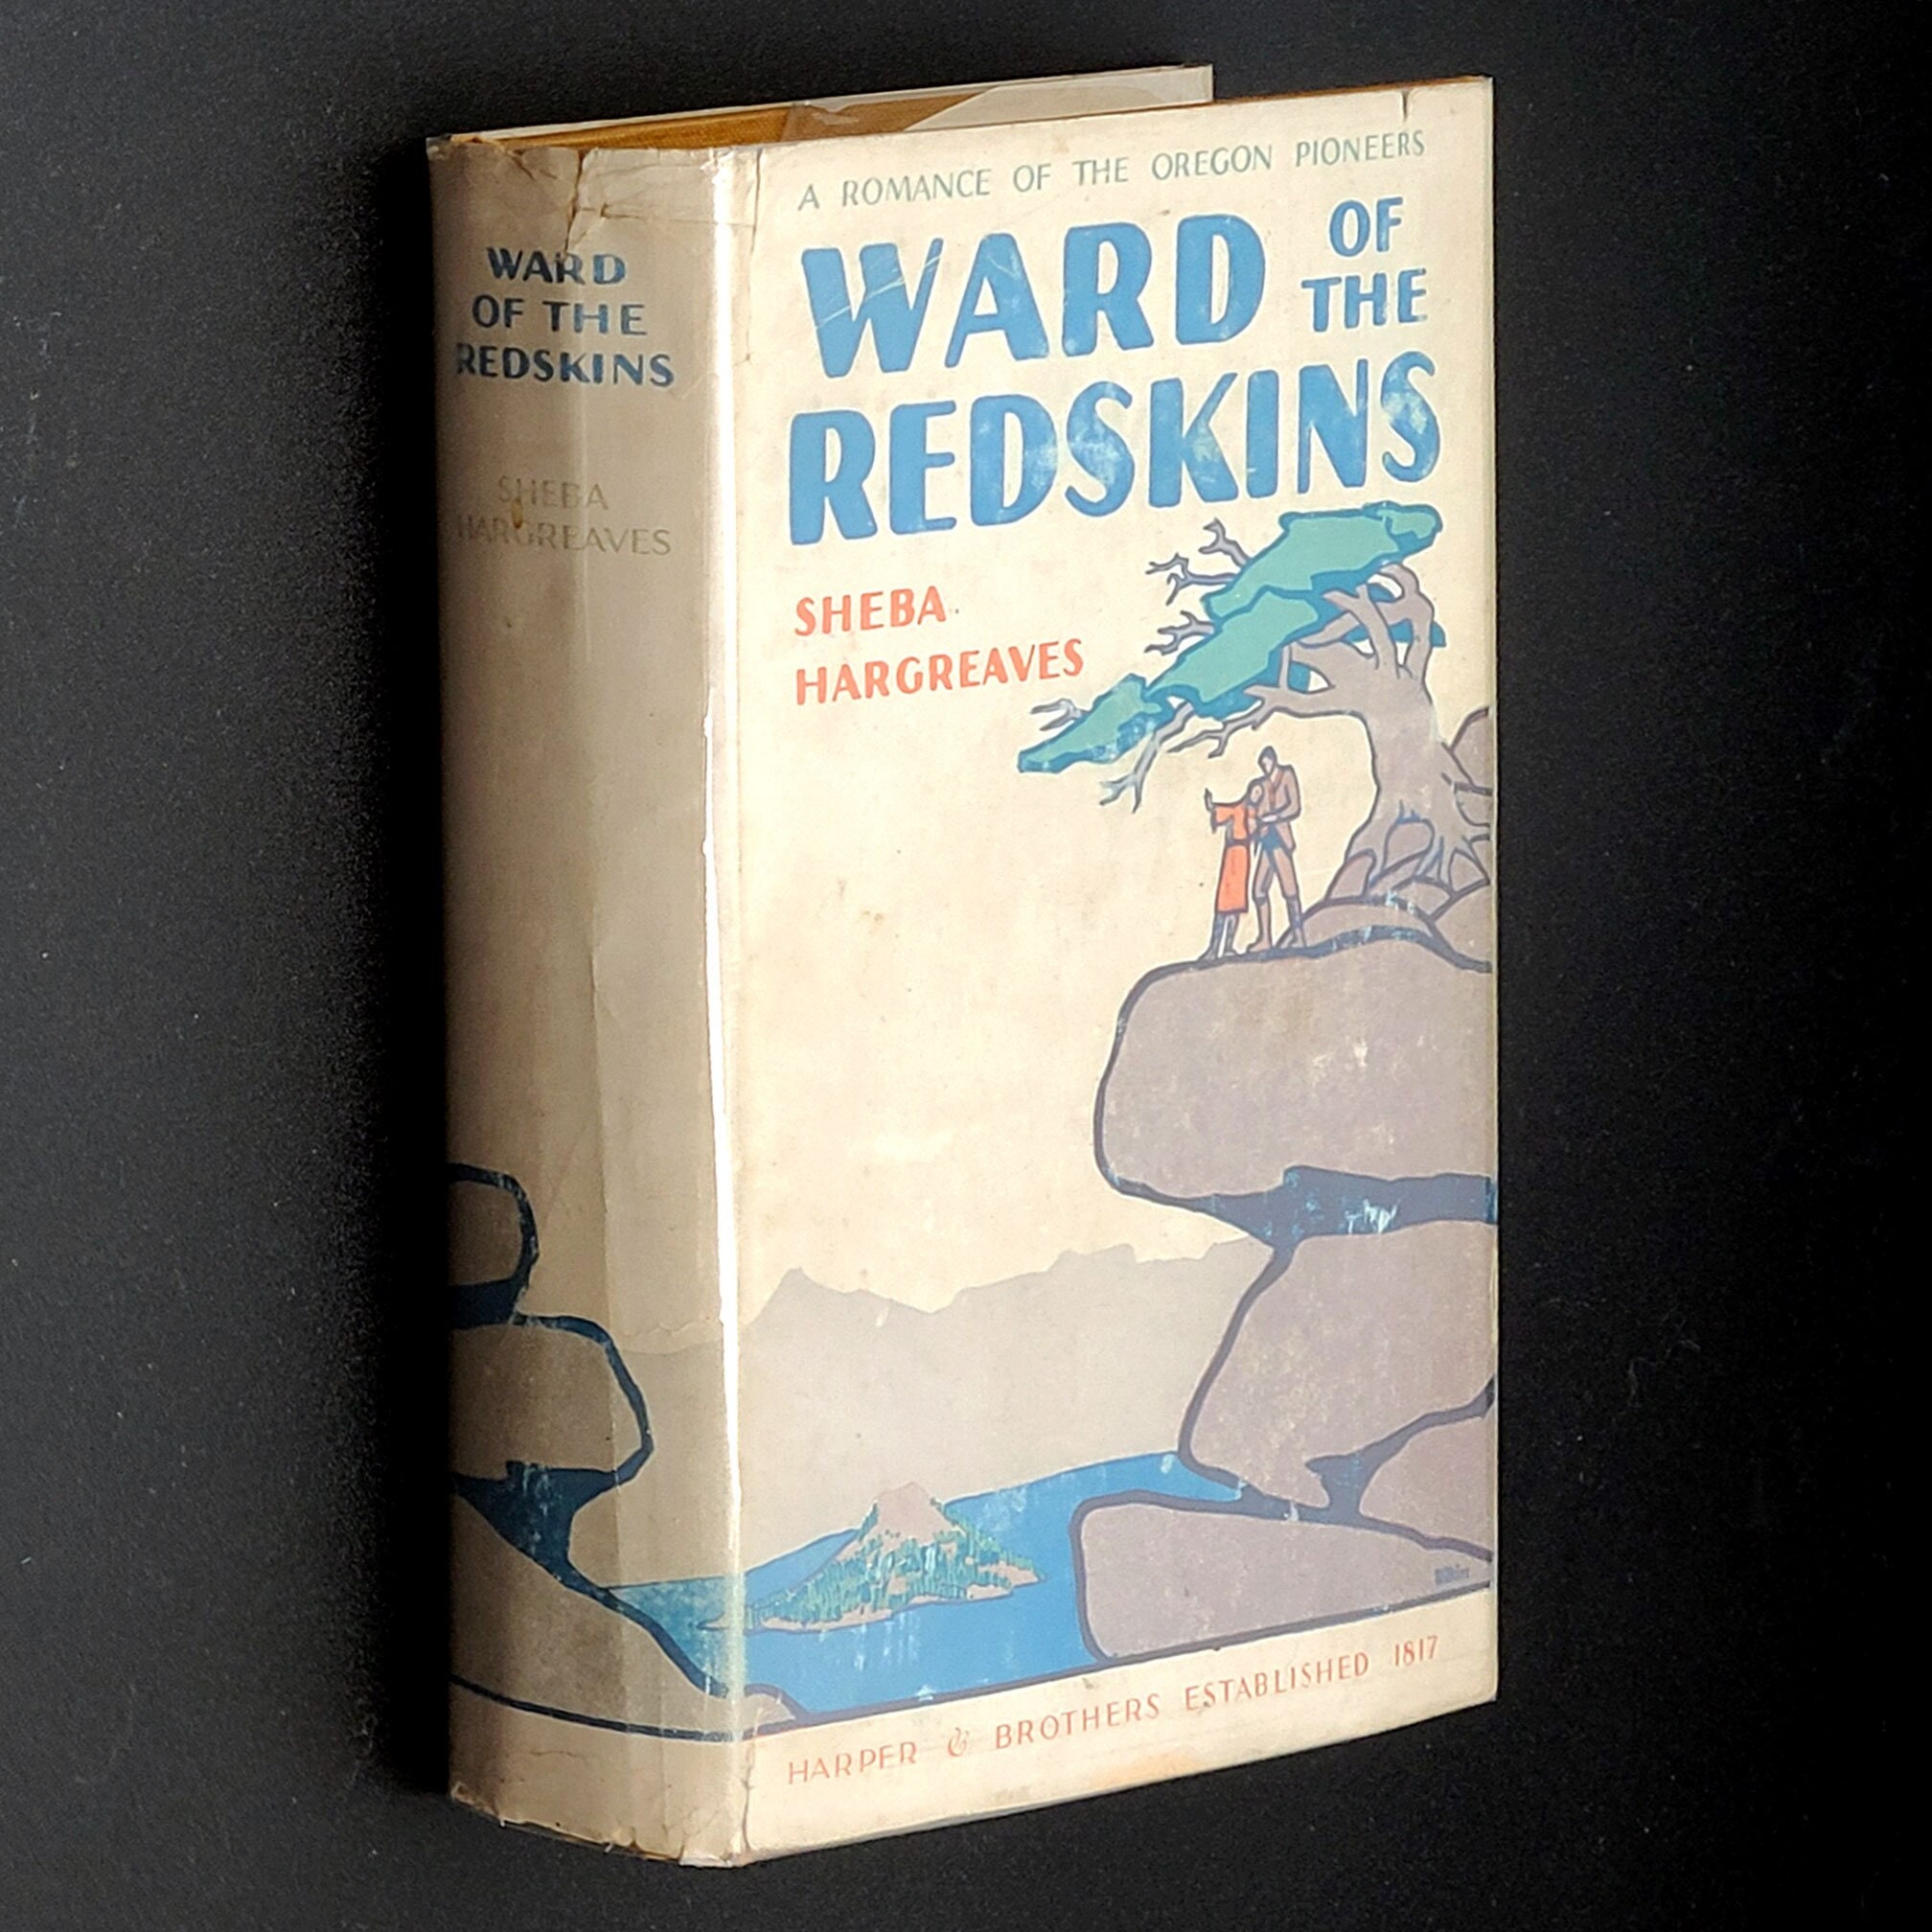 WARD
OF THE
REDSKINS
SHEBA
HARGREAVES
A ROMANCE OF THE OREGON PIONEERS
WARD OF THE
REDSKINS
SHEBA
HARGREAVES
HARPER & BROTHERS ESTABLISHED 1817